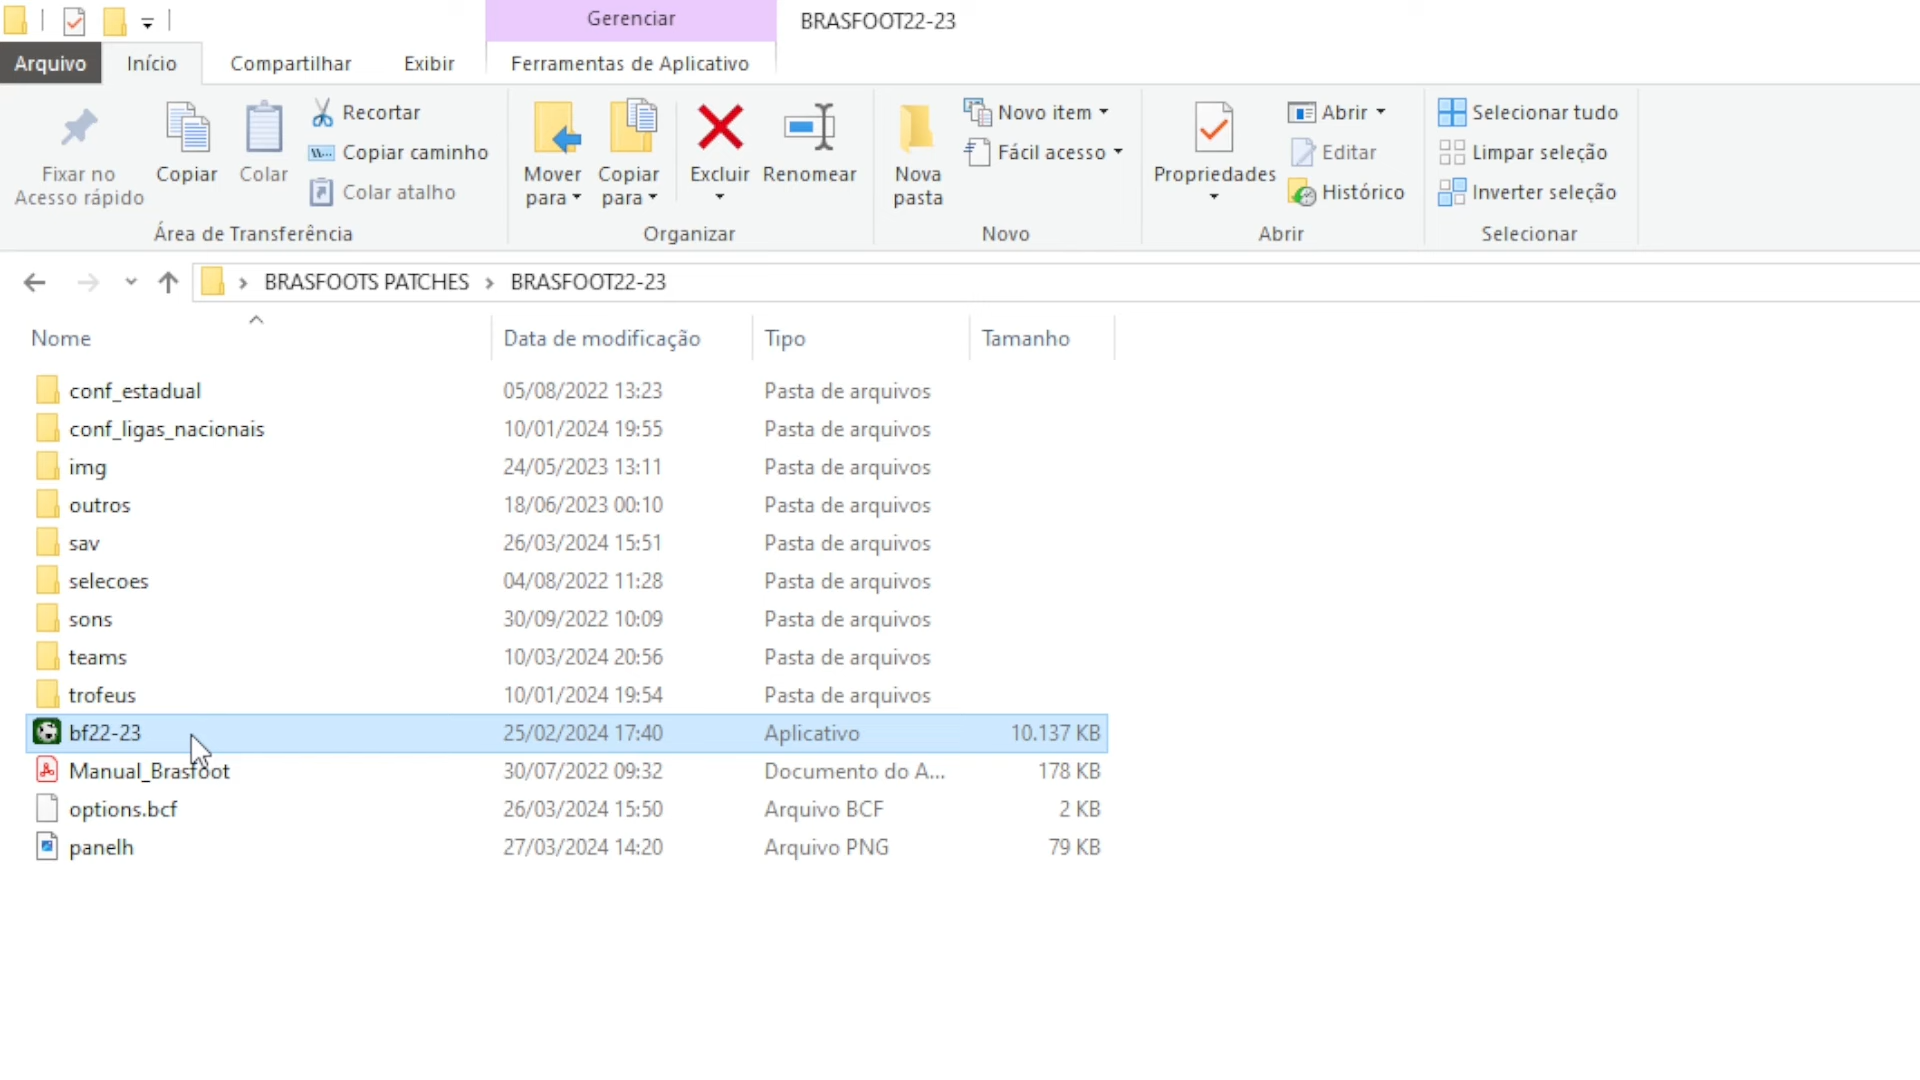 Gerenciar
BRASFOOT22-23
Arquivo
Início
Compartilhar
Exibir
Ferramentas de Aplicativo
Fixar no
Acesso rápido
Copiar
Colar
Recortar
Copiar caminho
Colar atalho
Área de Transferência
Mover
para
Copiar
para
Excluir
Renomear
Organizar
Nova
pasta
Novo item
Fácil acesso
Novo
Propriedades
Abrir
Editar
Histórico
Abrir
Selecionar tudo
Limpar seleção
Inverter seleção
Selecionar
BRASFOOTS PATCHES > BRASFOOT22-23
Nome Data de modificação Tipo Tamanho
conf_estadual 05/08/2022 13:23 Pasta de arquivos
conf_ligas_nacionais 10/01/2024 19:55 Pasta de arquivos
img 24/05/2023 13:11 Pasta de arquivos
outros 18/06/2023 00:10 Pasta de arquivos
sav 26/03/2024 15:51 Pasta de arquivos
selecoes 04/08/2022 11:28 Pasta de arquivos
sons 30/09/2022 10:09 Pasta de arquivos
teams 10/03/2024 20:56 Pasta de arquivos
trofeus 10/01/2024 19:54 Pasta de arquivos
bf22-23 25/02/2024 17:40 Aplicativo 10.137 KB
Manual_Brasfoot 30/07/2022 09:32 Documento do A... 178 KB
options.bcf 26/03/2024 15:50 Arquivo BCF 2 KB
panelh 27/03/2024 14:20 Arquivo PNG 79 KB